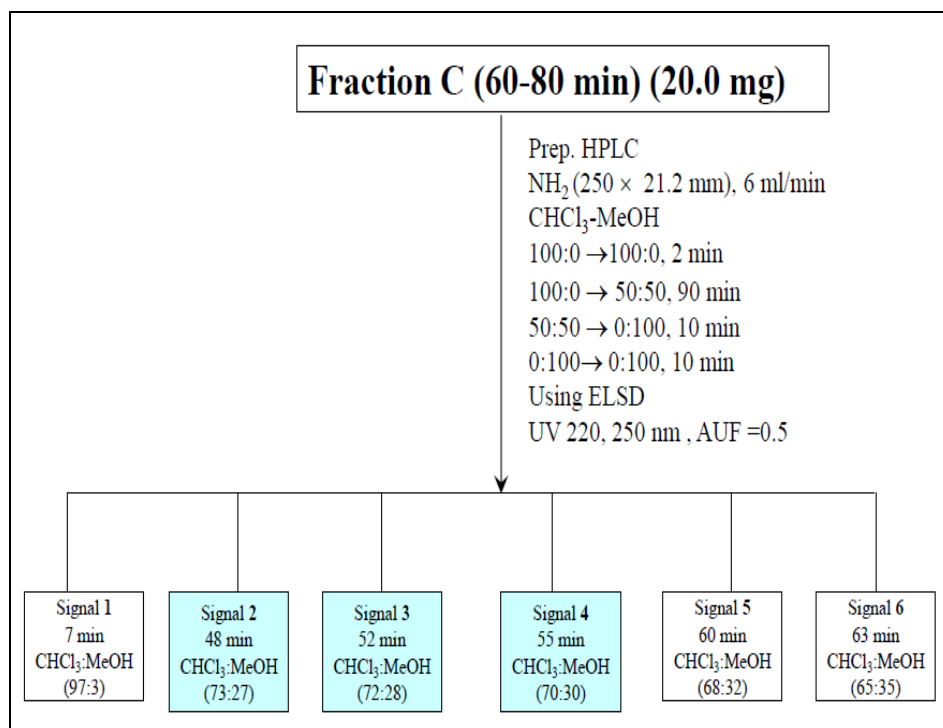 Fraction C (60-80 min) (20.0 mg)
Prep. HPLC
NH₂ (250 × 21.2 mm), 6 ml/min
CHCl₃-MeOH
100:0 →100:0, 2 min
100:0 → 50:50, 90 min
50:50 → 0:100, 10 min
0:100→ 0:100, 10 min
Using ELSD
UV 220, 250 nm , AUF =0.5
Signal 1
7 min
CHCl₃:MeOH
(97:3)
Signal 2
48 min
CHCl₃:MeOH
(73:27)
Signal 3
52 min
CHCl₃:MeOH
(72:28)
Signal 4
55 min
CHCl₃:MeOH
(70:30)
Signal 5
60 min
CHCl₃:MeOH
(68:32)
Signal 6
63 min
CHCl₃:MeOH
(65:35)